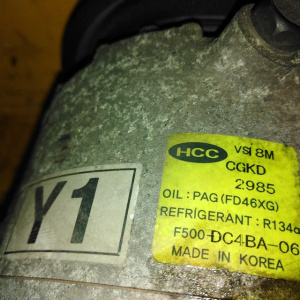 Y1
HCC VS18M
CGKD
2985
OIL : PAG (FD46XG)
REFRIGERANT : R134a
F500-DC4BA-06
MADE IN KOREA